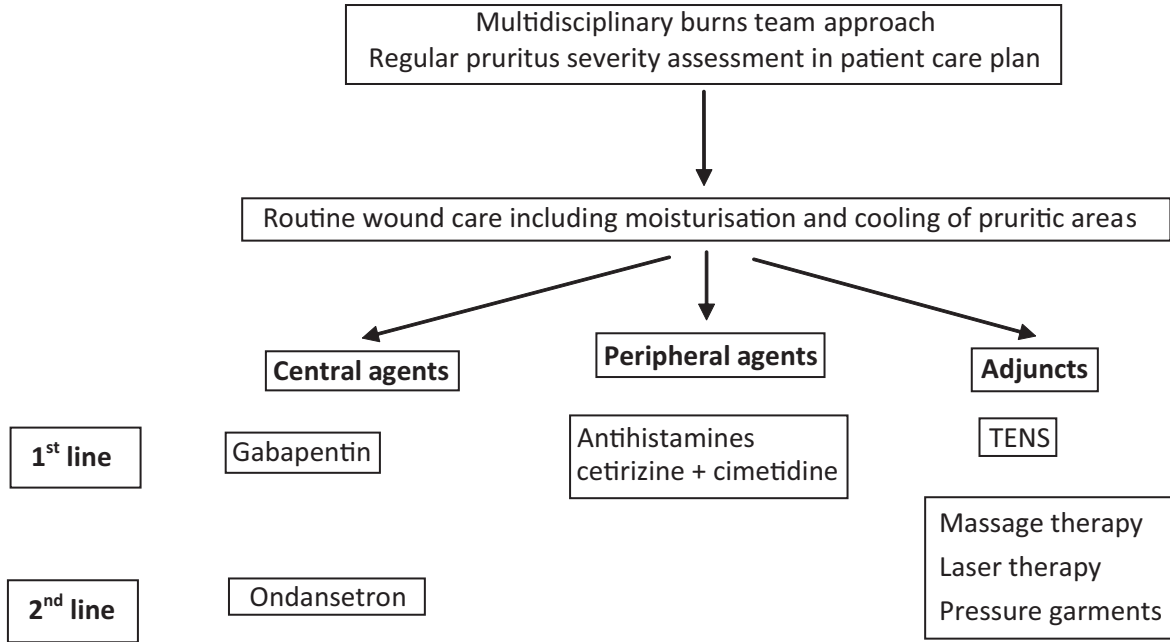 Multidisciplinary burns team approach
Regular pruritus severity assessment in patient care plan
Routine wound care including moisturisation and cooling of pruritic areas
Central agents
Peripheral agents
Adjuncts
1st line
Gabapentin
Antihistamines
cetirizine + cimetidine
TENS
Massage therapy
Laser therapy
Pressure garments
2nd line
Ondansetron